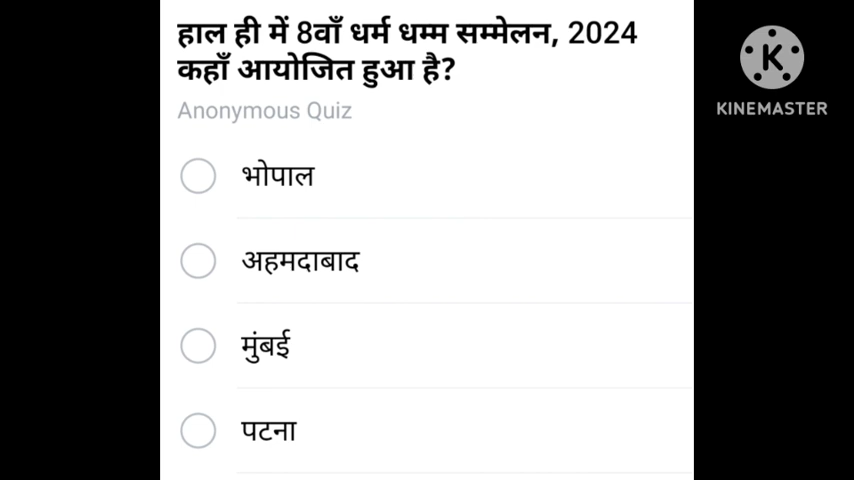 हाल ही में 8वाँ धर्म धम्म सम्मेलन, 2024
कहाँ आयोजित हुआ है?
Anonymous Quiz
भोपाल
अहमदाबाद
मुंबई
पटना
K
KINEMASTER